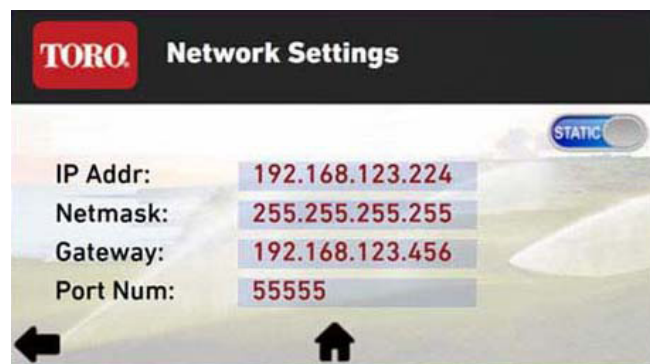 TORO. Network Settings
STATIC
IP Addr: 192.168.123.224
Netmask: 255.255.255.255
Gateway: 192.168.123.456
Port Num: 55555